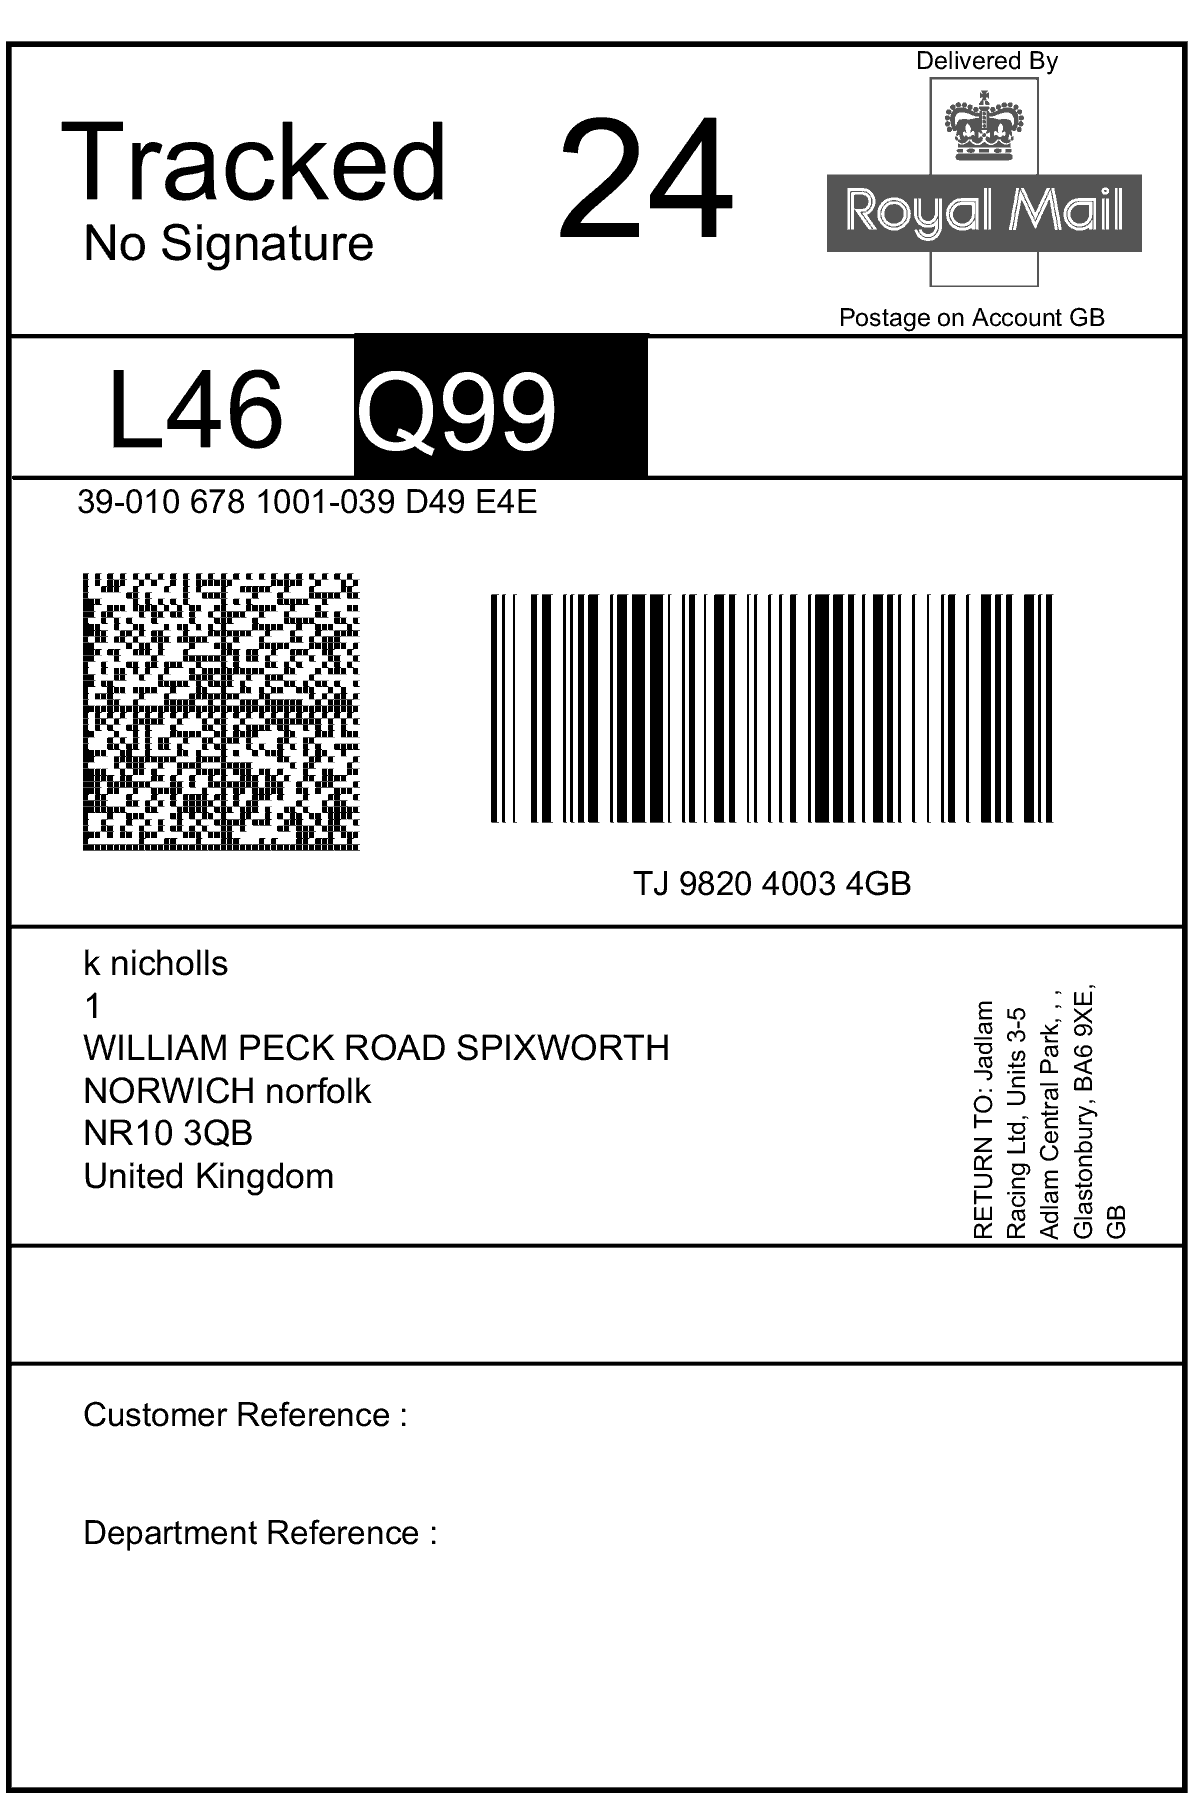 Delivered By
Tracked 24
No Signature
Royal Mail
Postage on Account GB
L46 Q99
39-010 678 1001-039 D49 E4E
TJ 9820 4003 4GB
k nicholls
1
WILLIAM PECK ROAD SPIXWORTH
NORWICH norfolk
NR10 3QB
United Kingdom
RETURN TO: Jadlam
Racing Ltd, Units 3-5
Adlam Central Park, , ,
Glastonbury, BA6 9XE,
GB
Customer Reference :
Department Reference :